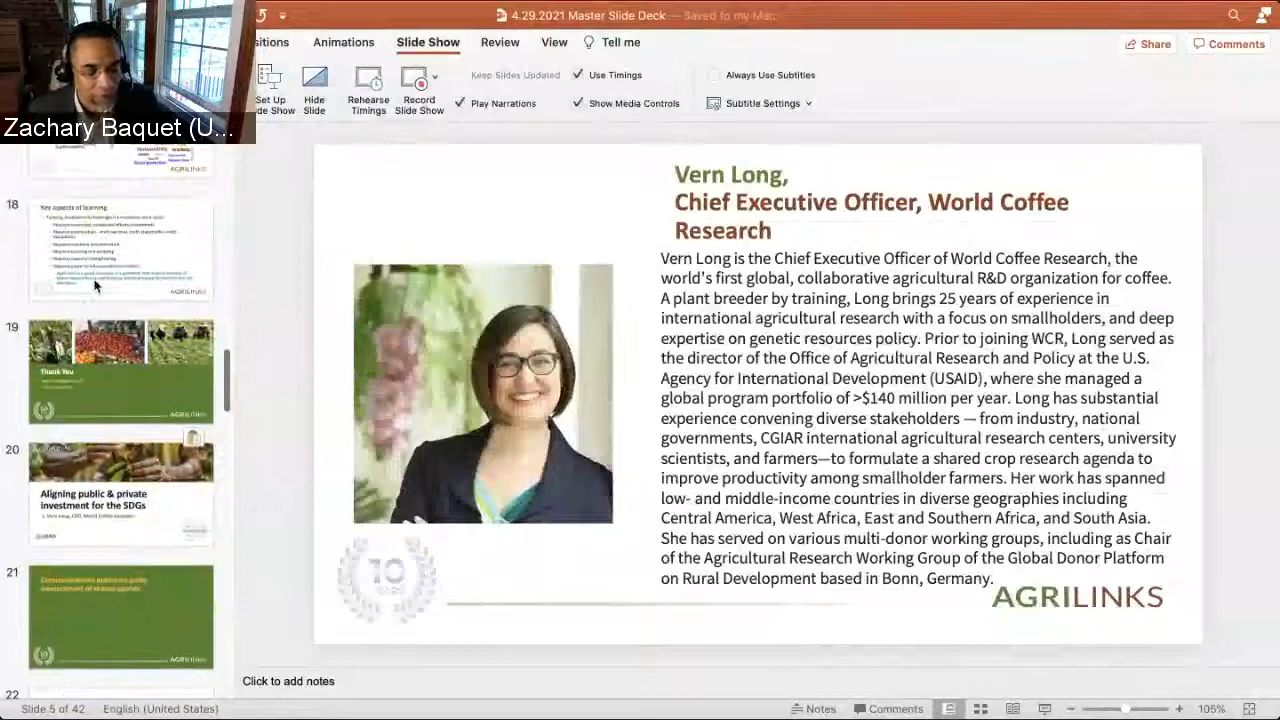 4.29.2021 Master Slide Deck — Saved to my Mac
sitions
Animations
Slide Show
Review
View
Tell me
Share
Comments
Set Up
Slide Show
Hide
Slide
Rehearse
Timings
Record
Slide Show
Keep Slides Updated
Use Timings
Always Use Subtitles
Play Narrations
Show Media Controls
Subtitle Settings
Zachary Baquet (U...
AGRILINKS
18
Key aspects of learning
AGRILINKS
19
Thank You
AGRILINKS
20
Aligning public & private
investment for the SDGs
21
AGRILINKS
22
Vern Long,
Chief Executive Officer, World Coffee
Research
Vern Long is the Chief Executive Officer of World Coffee Research, the
world's first global, collaborative agricultural R&D organization for coffee.
A plant breeder by training, Long brings 25 years of experience in
international agricultural research with a focus on smallholders, and deep
expertise on genetic resources policy. Prior to joining WCR, Long served as
the director of the Office of Agricultural Research and Policy at the U.S.
Agency for International Development (USAID), where she managed a
global program portfolio of >$140 million per year. Long has substantial
experience convening diverse stakeholders — from industry, national
governments, CGIAR international agricultural research centers, university
scientists, and farmers—to formulate a shared crop research agenda to
improve productivity among smallholder farmers. Her work has spanned
low- and middle-income countries in diverse geographies including
Central America, West Africa, East and Southern Africa, and South Asia.
She has served on various multi-donor working groups, including as Chair
of the Agricultural Research Working Group of the Global Donor Platform
on Rural Development based in Bonn, Germany.
10
AGRILINKS
Click to add notes
Slide 5 of 42
English (United States)
Notes
Comments
105%